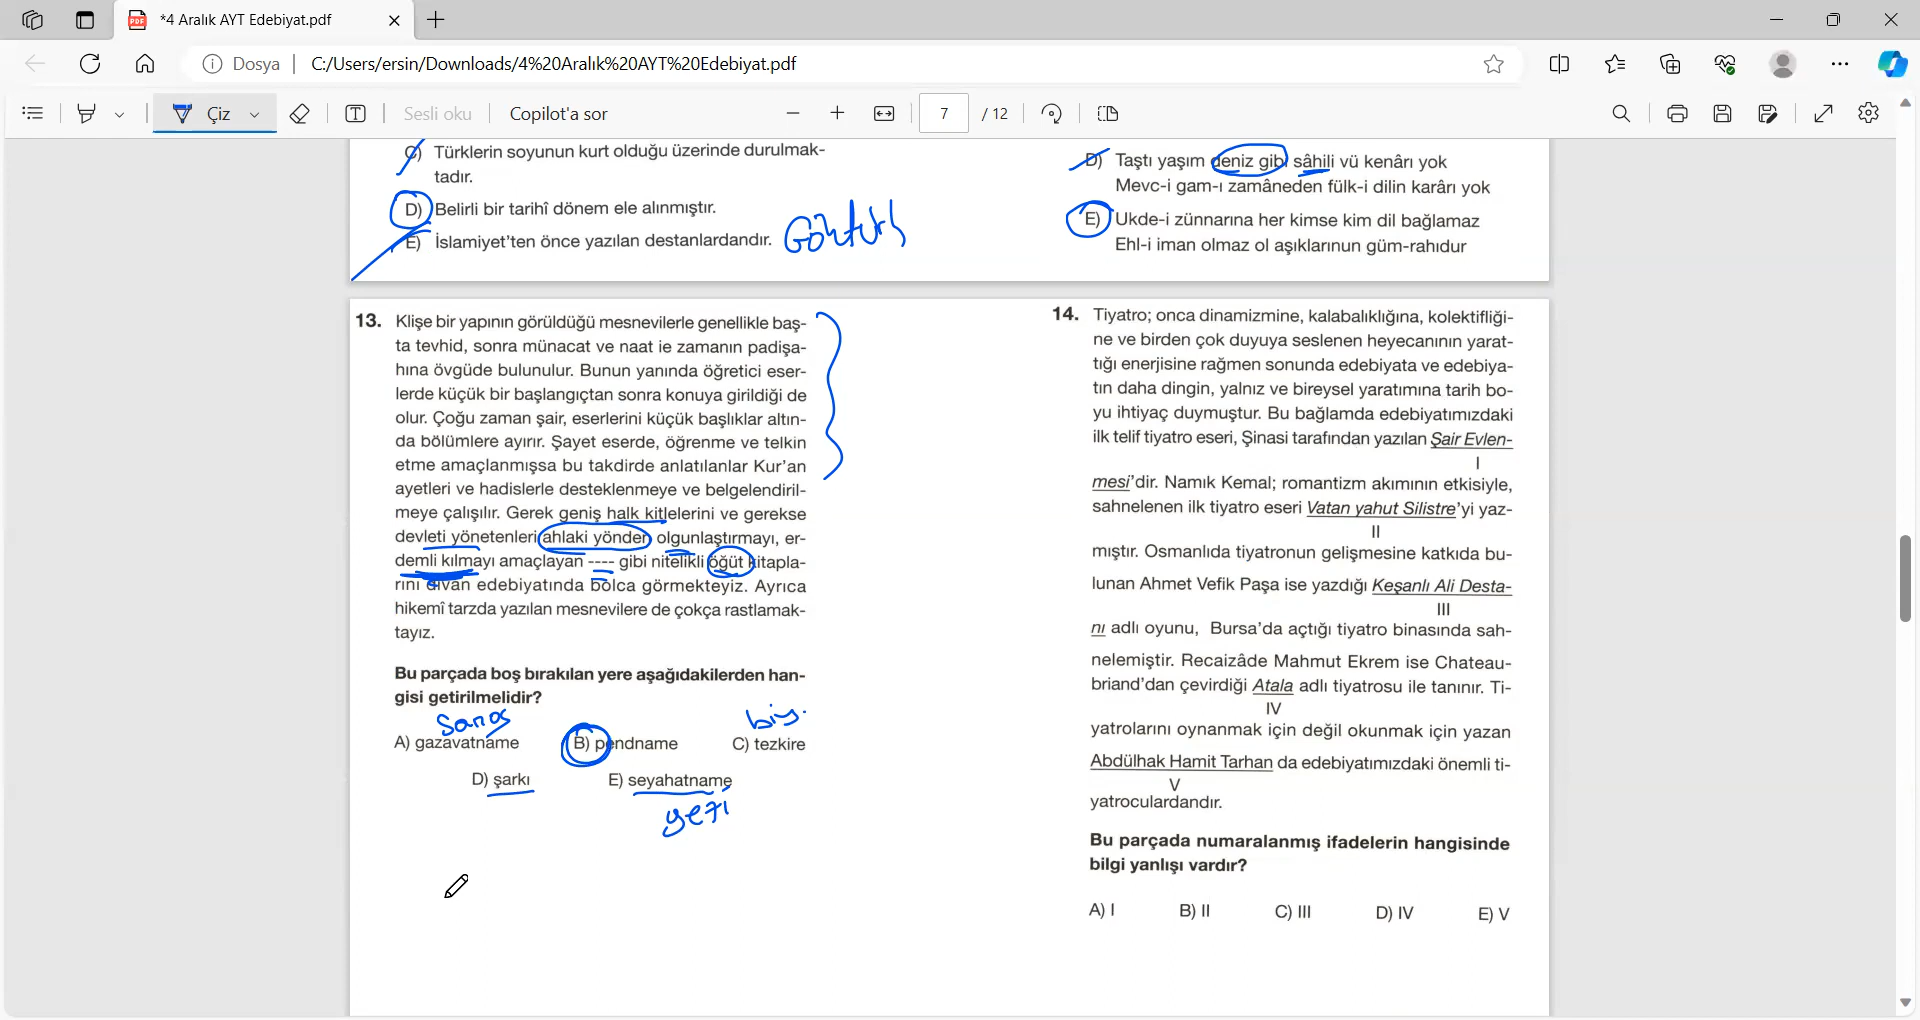 *4 Aralık AYT Edebiyat.pdf
Dosya | C:/Users/ersin/Downloads/4%20Aralık%20AYT%20Edebiyat.pdf
Çiz
Sesli oku
Copilot'a sor
7 / 12
C) Türklerin soyunun kurt olduğu üzerinde durulmak-
tadır.
D) Belirli bir tarihî dönem ele alınmıştır.
E) İslamiyet'ten önce yazılan destanlardandır.
Göktürk
D) Taştı yaşım deniz gibi sâhili vü kenârı yok
Mevc-i gam-ı zamâneden fülk-i dilin karârı yok
E) Ukde-i zünnarına her kimse kim dil bağlamaz
Ehl-i iman olmaz ol aşıklarınun güm-rahıdur
13. Klişe bir yapının görüldüğü mesnevilerle genellikle baş-
ta tevhid, sonra münacat ve naat ie zamanın padişa-
hına övgüde bulunulur. Bunun yanında öğretici eser-
lerde küçük bir başlangıçtan sonra konuya girildiği de
olur. Çoğu zaman şair, eserlerini küçük başlıklar altın-
da bölümlere ayırır. Şayet eserde, öğrenme ve telkin
etme amaçlanmışsa bu takdirde anlatılanlar Kur'an
ayetleri ve hadislerle desteklenmeye ve belgelendiril-
meye çalışılır. Gerek geniş halk kitlelerini ve gerekse
devleti yönetenleri ahlaki yönden olgunlaştırmayı, er-
demli kılmayı amaçlayan ---- gibi nitelikli öğüt kitapla-
rını divan edebiyatında bolca görmekteyiz. Ayrıca
hikemî tarzda yazılan mesnevilere de çokça rastlamak-
tayız.
Bu parçada boş bırakılan yere aşağıdakilerden han-
gisi getirilmelidir?
savaş
biy.
A) gazavatname B) pendname C) tezkire
D) şarkı E) seyahatname
gezi
14. Tiyatro; onca dinamizmine, kalabalıklığına, kolektifliği-
ne ve birden çok duyuya seslenen heyecanının yarat-
tığı enerjisine rağmen sonunda edebiyata ve edebiya-
tın daha dingin, yalnız ve bireysel yaratımına tarih bo-
yu ihtiyaç duymuştur. Bu bağlamda edebiyatımızdaki
ilk telif tiyatro eseri, Şinasi tarafından yazılan Şair Evlen-
I
mesi'dir. Namık Kemal; romantizm akımının etkisiyle,
sahnelenen ilk tiyatro eseri Vatan yahut Silistre'yi yaz-
II
mıştır. Osmanlıda tiyatronun gelişmesine katkıda bu-
lunan Ahmet Vefik Paşa ise yazdığı Keşanlı Ali Desta-
III
nı adlı oyunu, Bursa'da açtığı tiyatro binasında sah-
nelemiştir. Recaizâde Mahmut Ekrem ise Chateau-
briand'dan çevirdiği Atala adlı tiyatrosu ile tanınır. Ti-
IV
yatrolarını oynanmak için değil okunmak için yazan
Abdülhak Hamit Tarhan da edebiyatımızdaki önemli ti-
V
yatroculardandır.
Bu parçada numaralanmış ifadelerin hangisinde
bilgi yanlışı vardır?
A) I B) II C) III D) IV E) V